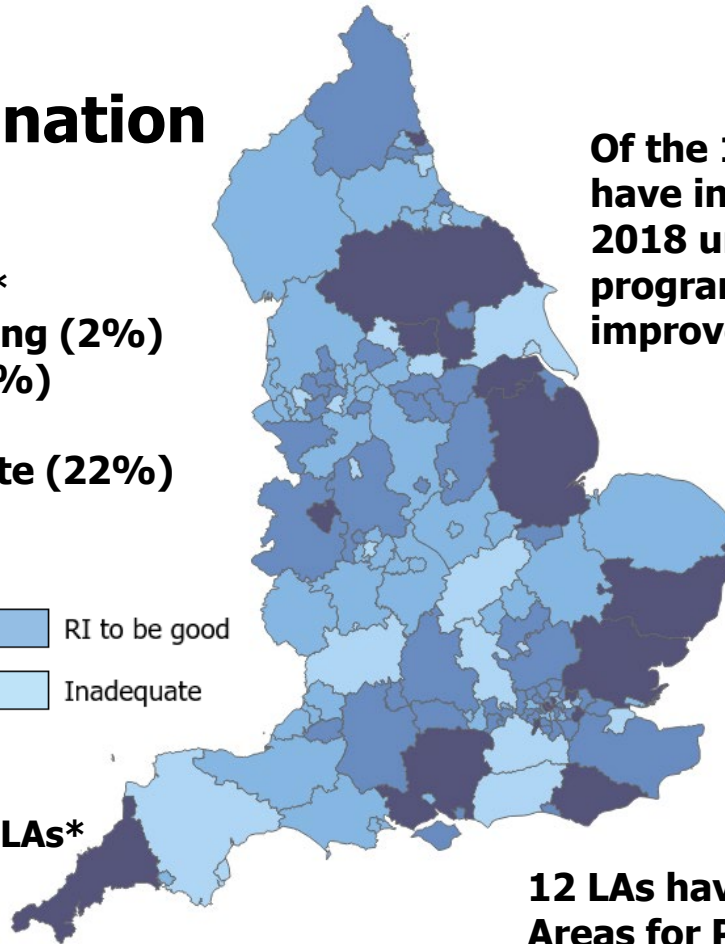 nation
Of the 1
have in
2018 u
program
improv
*
ng (2%)
%)
te (22%)
RI to be good
Inadequate
LAs*
12 LAs hav
Areas for P